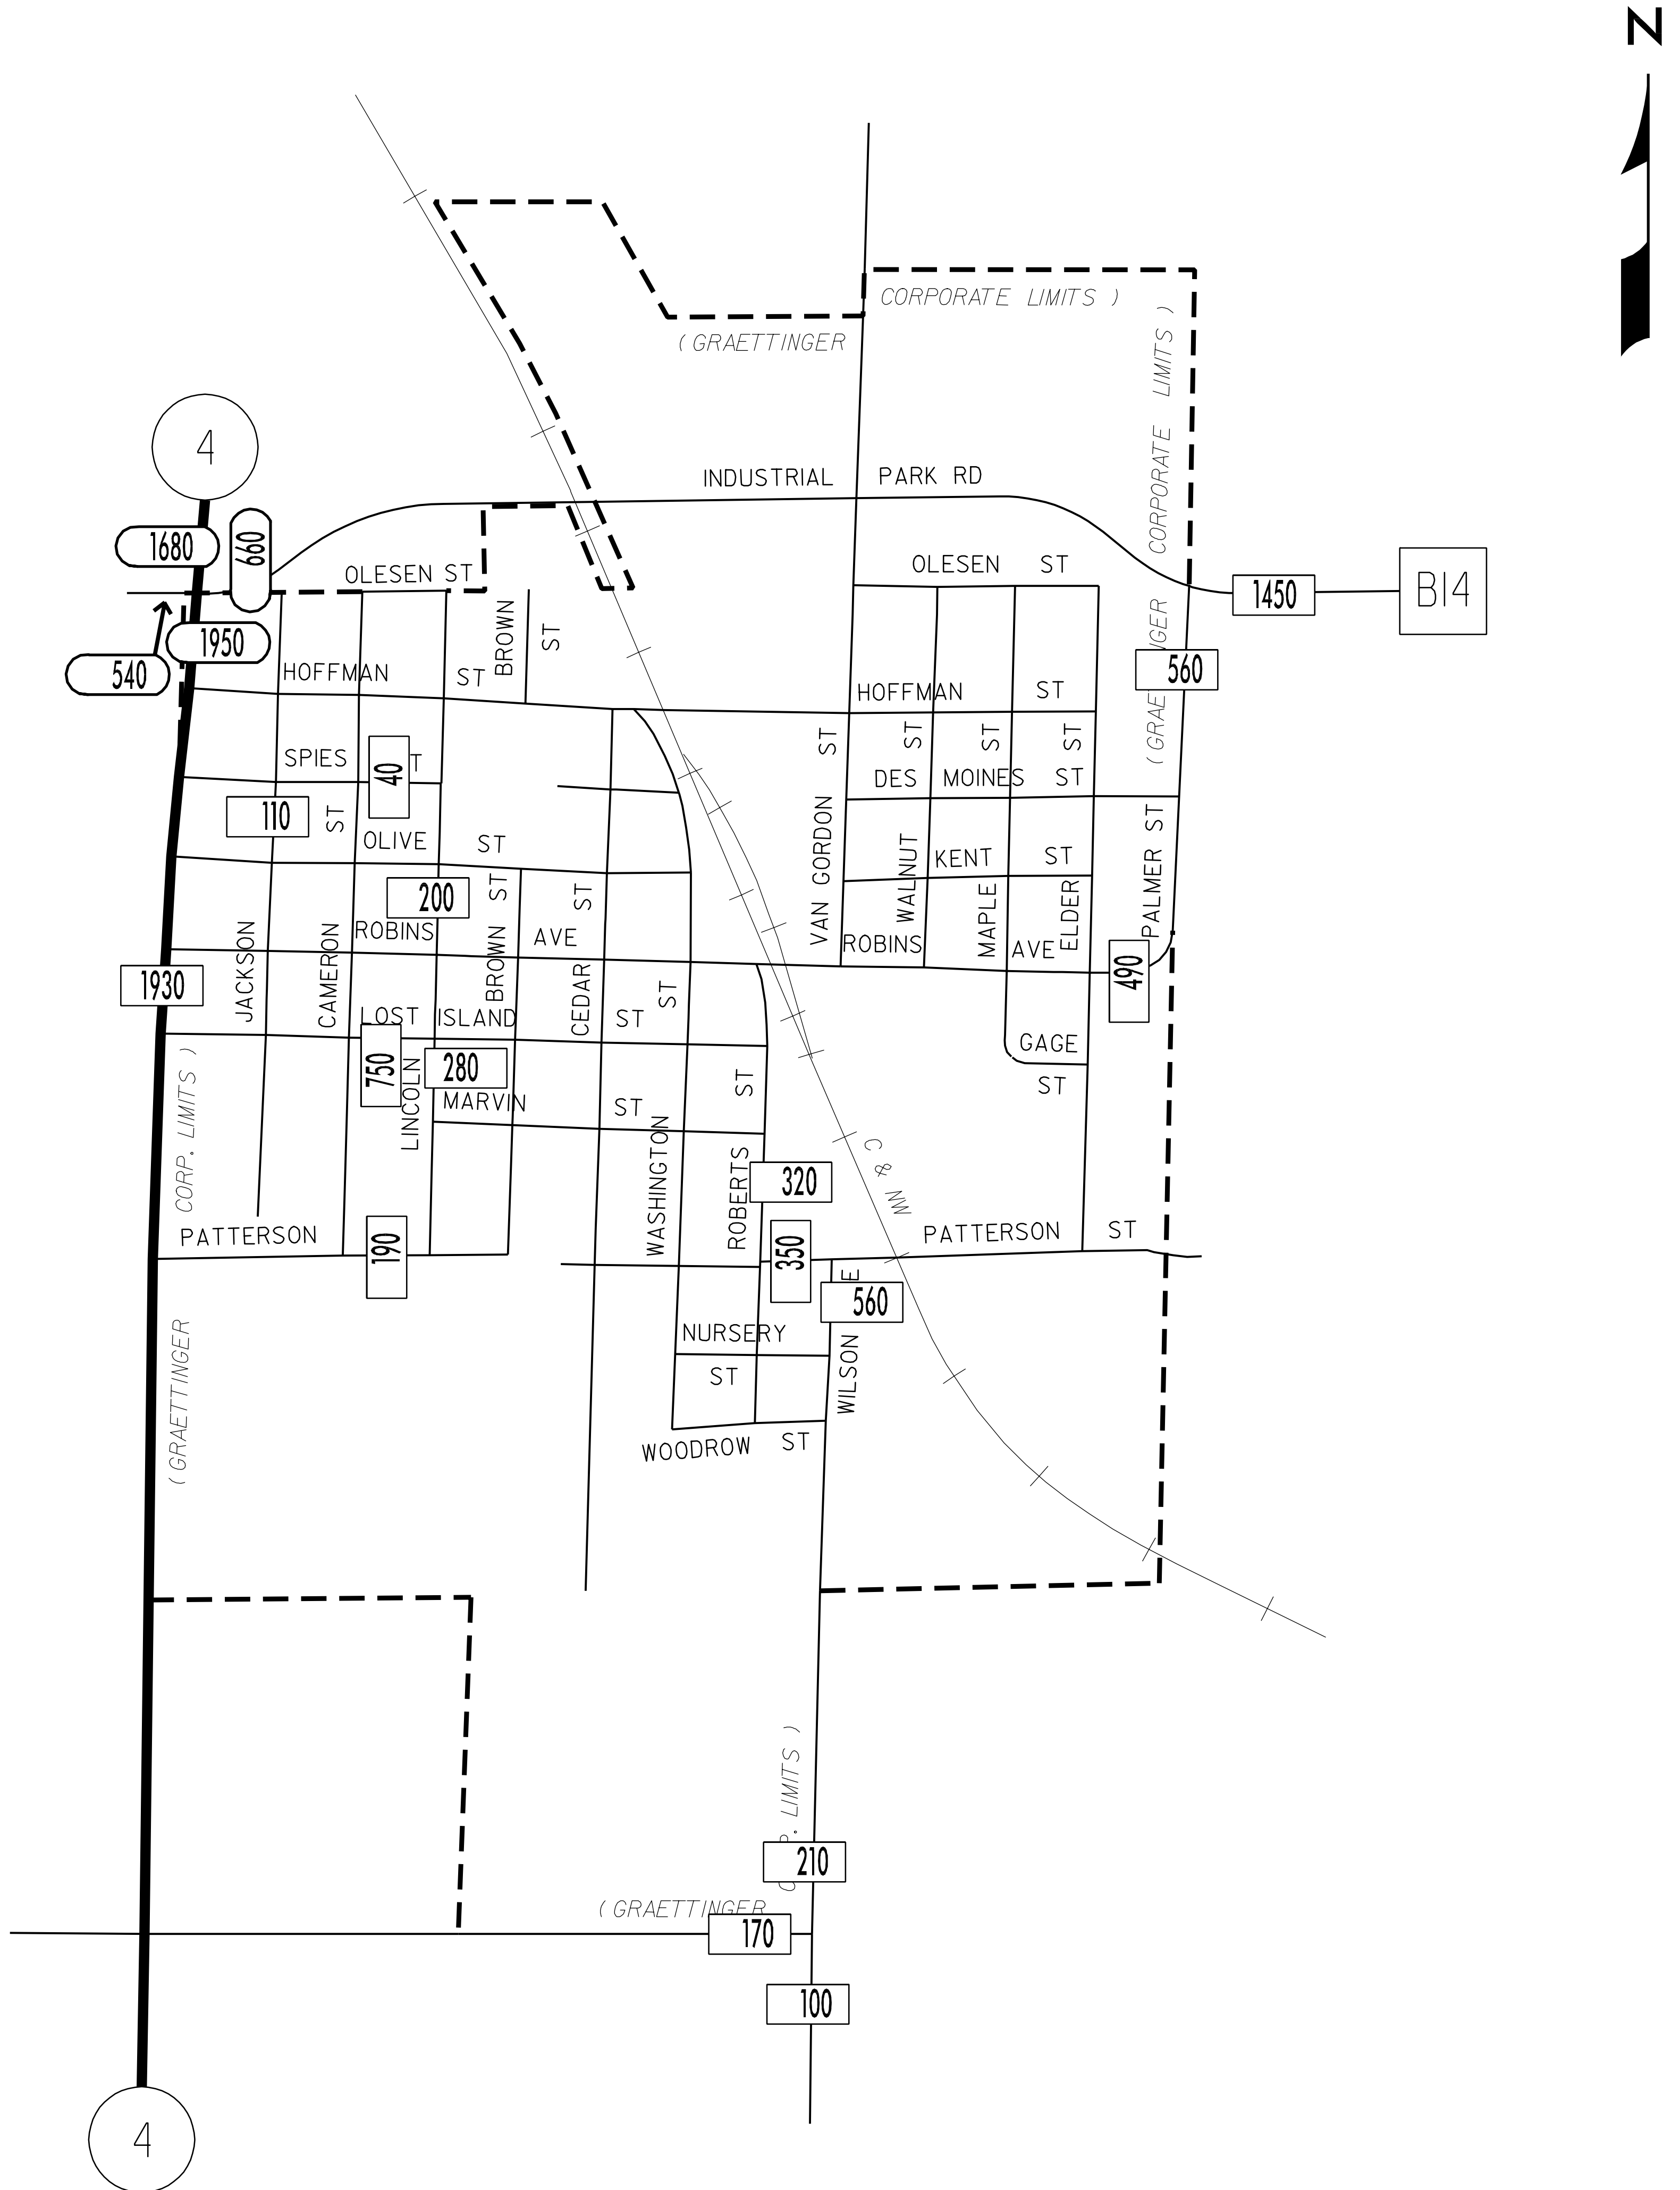 N
CORPORATE LIMITS )
( GRAETTINGER
CORPORATE LIMITS )
4
INDUSTRIAL PARK RD
1680
660
OLESEN ST
OLESEN ST
1450
B14
540
1950
BROWN ST
560
HOFFMAN ST
HOFFMAN ST
SPIES
40
110
DES MOINES ST
OLIVE ST
KENT ST
200
ROBINS AVE
ROBINS AVE
VAN GORDON ST
WALNUT ST
MAPLE ST
ELDER ST
PALMER ST
490
1930
JACKSON
CAMERON ST
BROWN ST
CEDAR ST
LOST ISLAND ST
GAGE ST
750
280
LINCOLN
MARVIN ST
CORP. LIMITS )
WASHINGTON ST
ROBERTS ST
320
C & NW
PATTERSON
190
350
PATTERSON ST
560
NURSERY ST
WILSON
( GRAETTINGER
WOODROW ST
LIMITS )
210
( GRAETTINGER
170
100
4